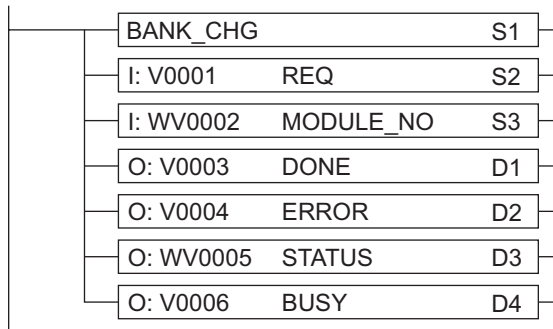 BANK_CHG S1
I: V0001 REQ S2
I: WV0002 MODULE_NO S3
O: V0003 DONE D1
O: V0004 ERROR D2
O: WV0005 STATUS D3
O: V0006 BUSY D4